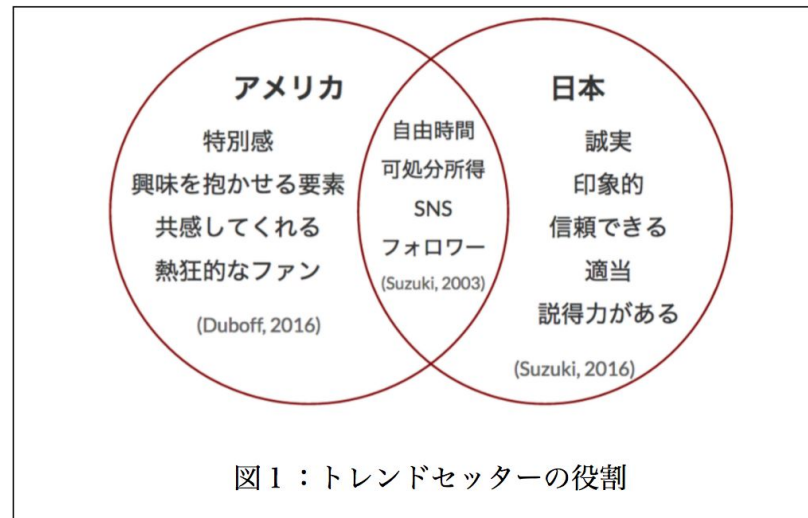 アメリカ
特別感
興味を抱かせる要素
共感してくれる
熱狂的なファン
(Duboff, 2016)
自由時間
可処分所得
SNS
フォロワー
(Suzuki, 2003)
日本
誠実
印象的
信頼できる
適当
説得力がある
(Suzuki, 2016)
図1：トレンドセッターの役割